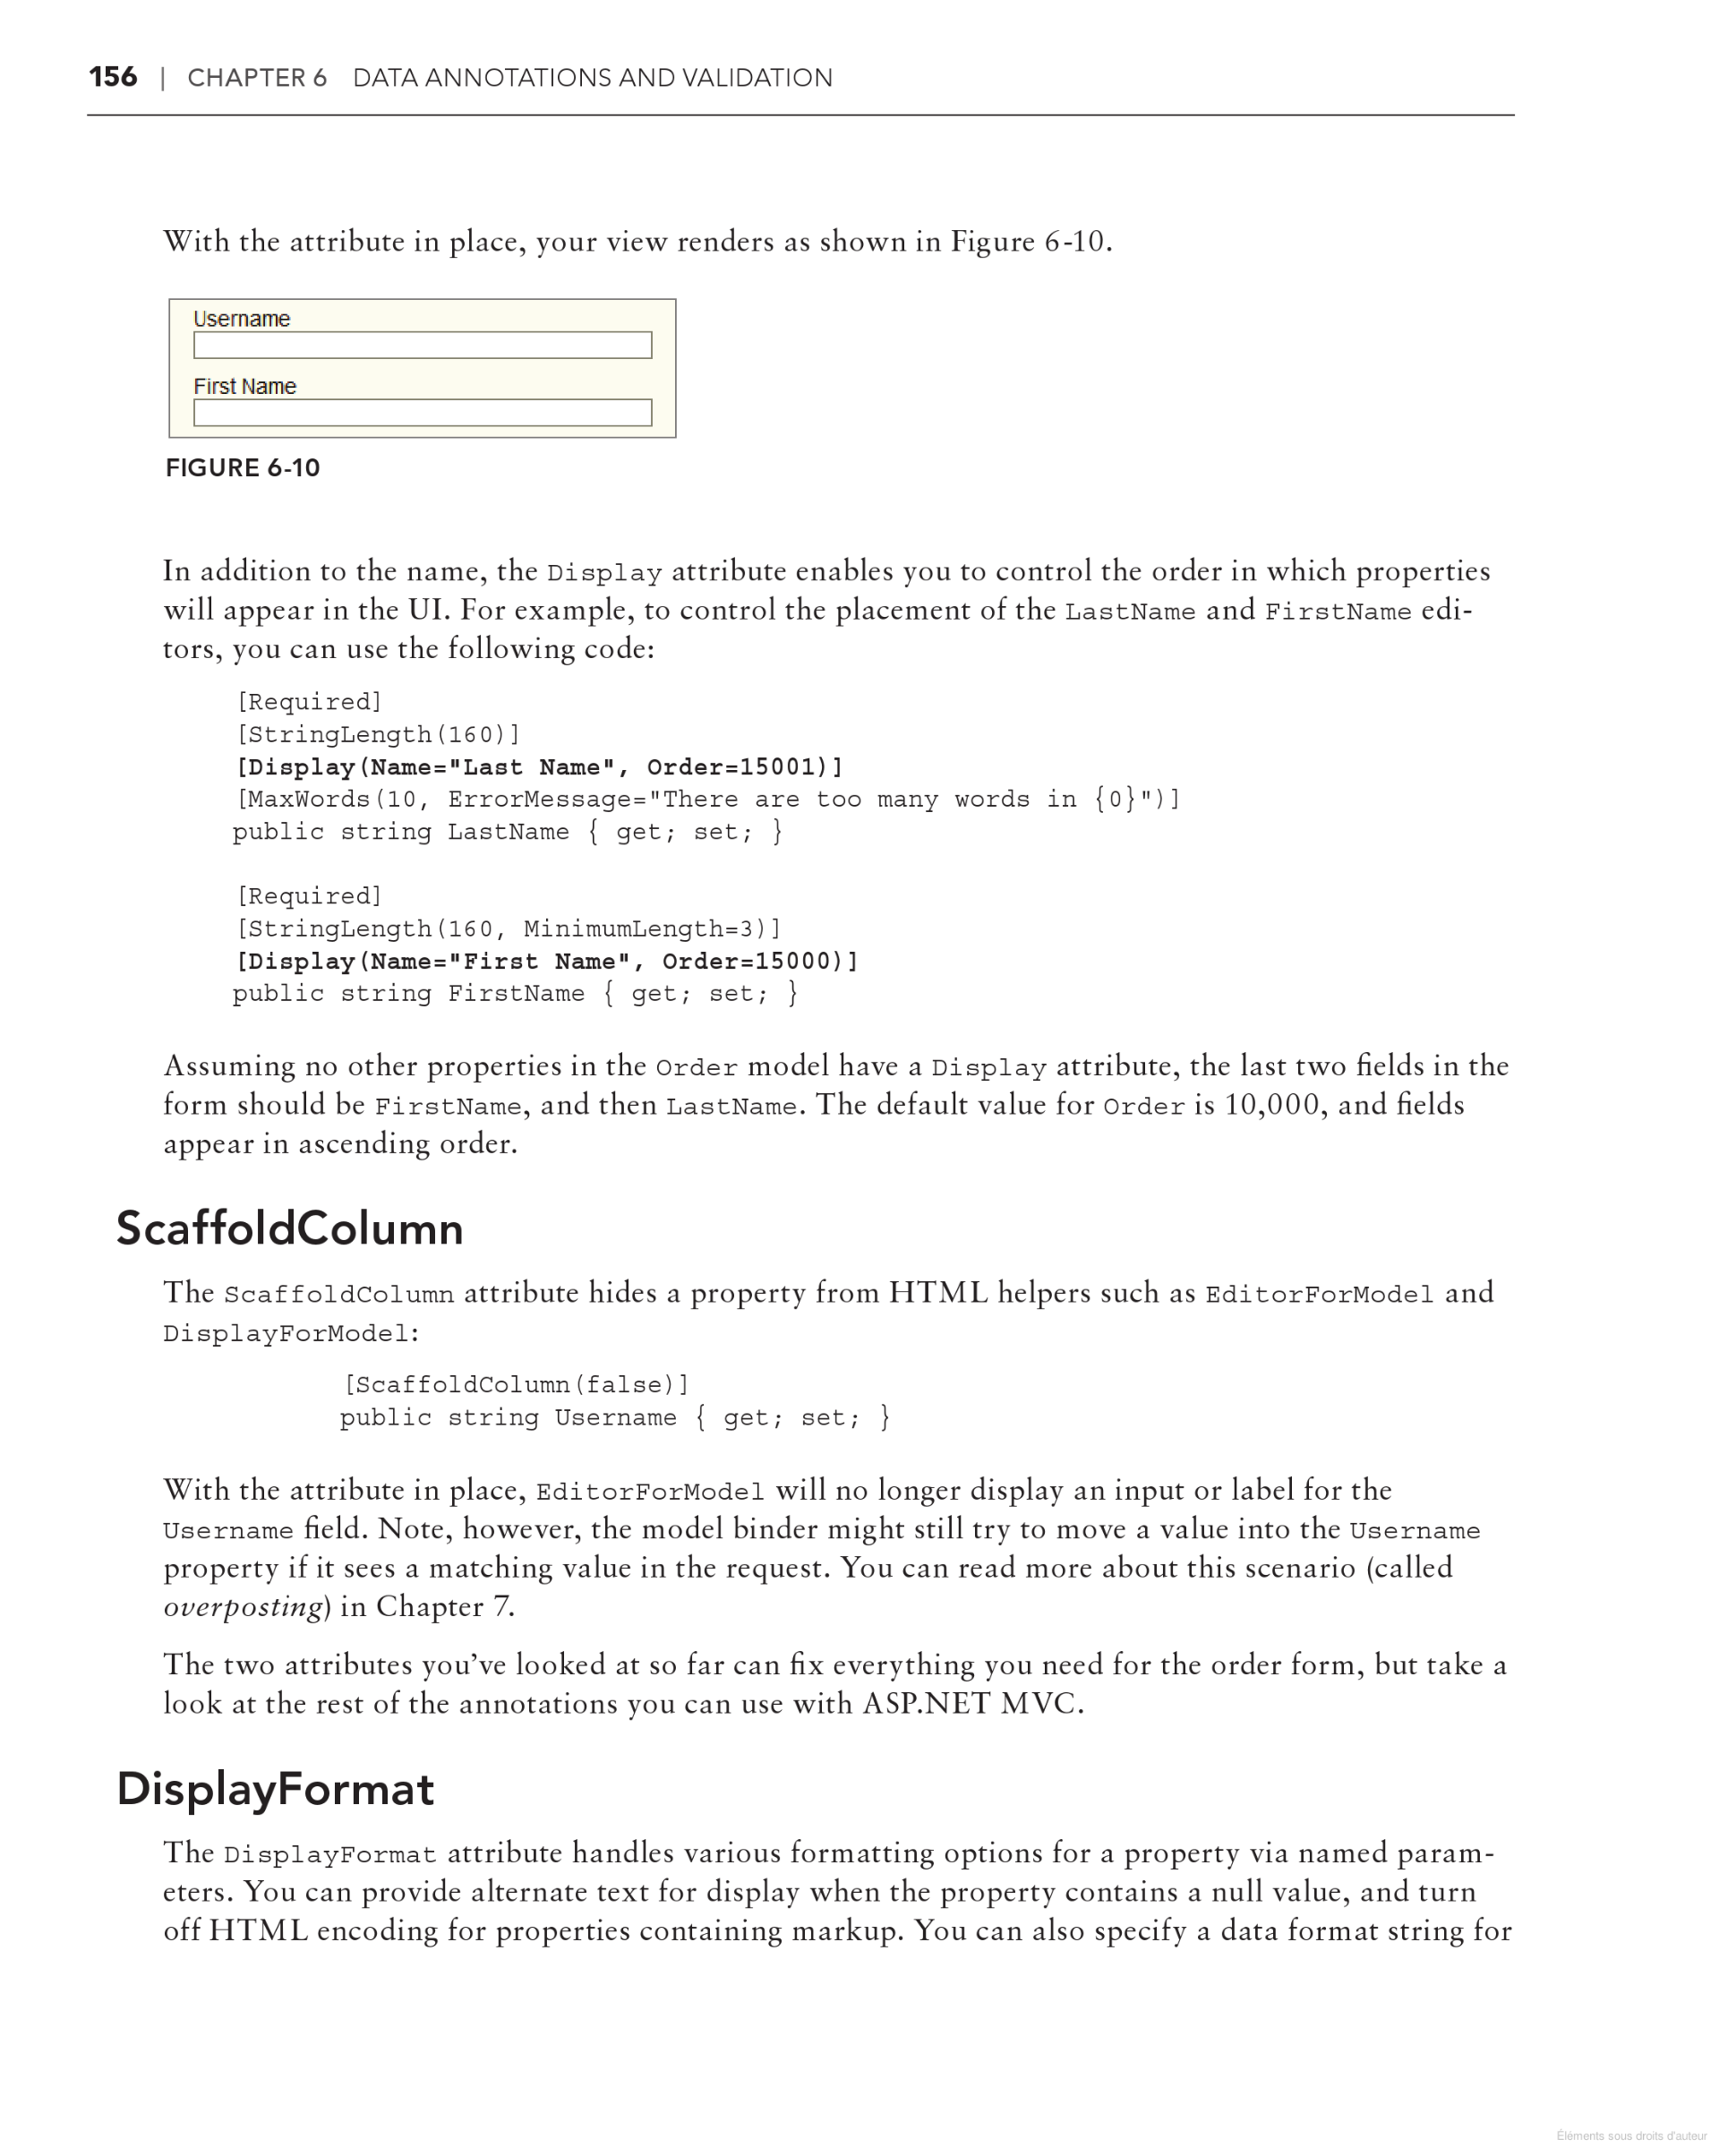 156 | CHAPTER 6 DATA ANNOTATIONS AND VALIDATION
With the attribute in place, your view renders as shown in Figure 6-10.
Username
First Name
FIGURE 6-10
In addition to the name, the Display attribute enables you to control the order in which properties
will appear in the UI. For example, to control the placement of the LastName and FirstName edi-
tors, you can use the following code:
[Required]
[StringLength(160)]
[Display(Name="Last Name", Order=15001)]
[MaxWords(10, ErrorMessage="There are too many words in {0}")]
public string LastName { get; set; }
[Required]
[StringLength(160, MinimumLength=3)]
[Display(Name="First Name", Order=15000)]
public string FirstName { get; set; }
Assuming no other properties in the Order model have a Display attribute, the last two fields in the
form should be FirstName, and then LastName. The default value for Order is 10,000, and fields
appear in ascending order.
ScaffoldColumn
The ScaffoldColumn attribute hides a property from HTML helpers such as EditorForModel and
DisplayForModel:
[ScaffoldColumn(false)]
public string Username { get; set; }
With the attribute in place, EditorForModel will no longer display an input or label for the
Username field. Note, however, the model binder might still try to move a value into the Username
property if it sees a matching value in the request. You can read more about this scenario (called
overposting) in Chapter 7.
The two attributes you’ve looked at so far can fix everything you need for the order form, but take a
look at the rest of the annotations you can use with ASP.NET MVC.
DisplayFormat
The DisplayFormat attribute handles various formatting options for a property via named param-
eters. You can provide alternate text for display when the property contains a null value, and turn
off HTML encoding for properties containing markup. You can also specify a data format string for
Éléments sous droits d'auteur